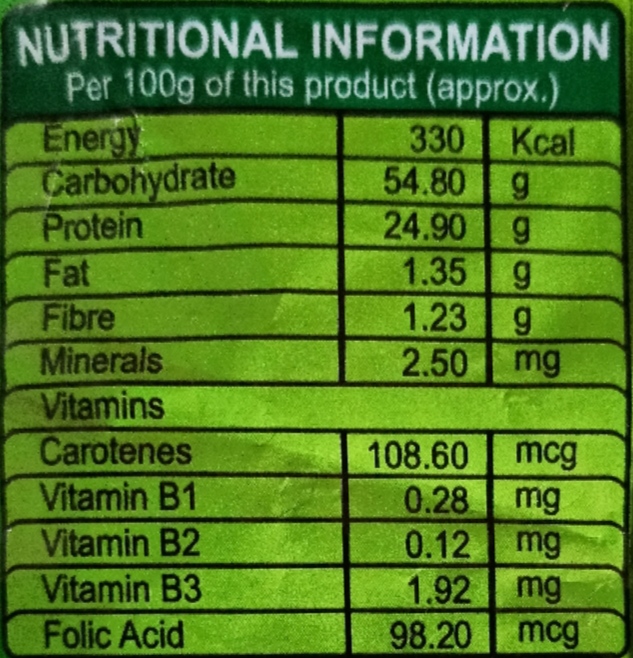 NUTRITIONAL INFORMATION
Per 100g of this product (approx.)
Energy 330 Kcal
Carbohydrate 54.80 g
Protein 24.90 g
Fat 1.35 g
Fibre 1.23 g
Minerals 2.50 mg
Vitamins
Carotenes 108.60 mcg
Vitamin B1 0.28 mg
Vitamin B2 0.12 mg
Vitamin B3 1.92 mg
Folic Acid 98.20 mcg